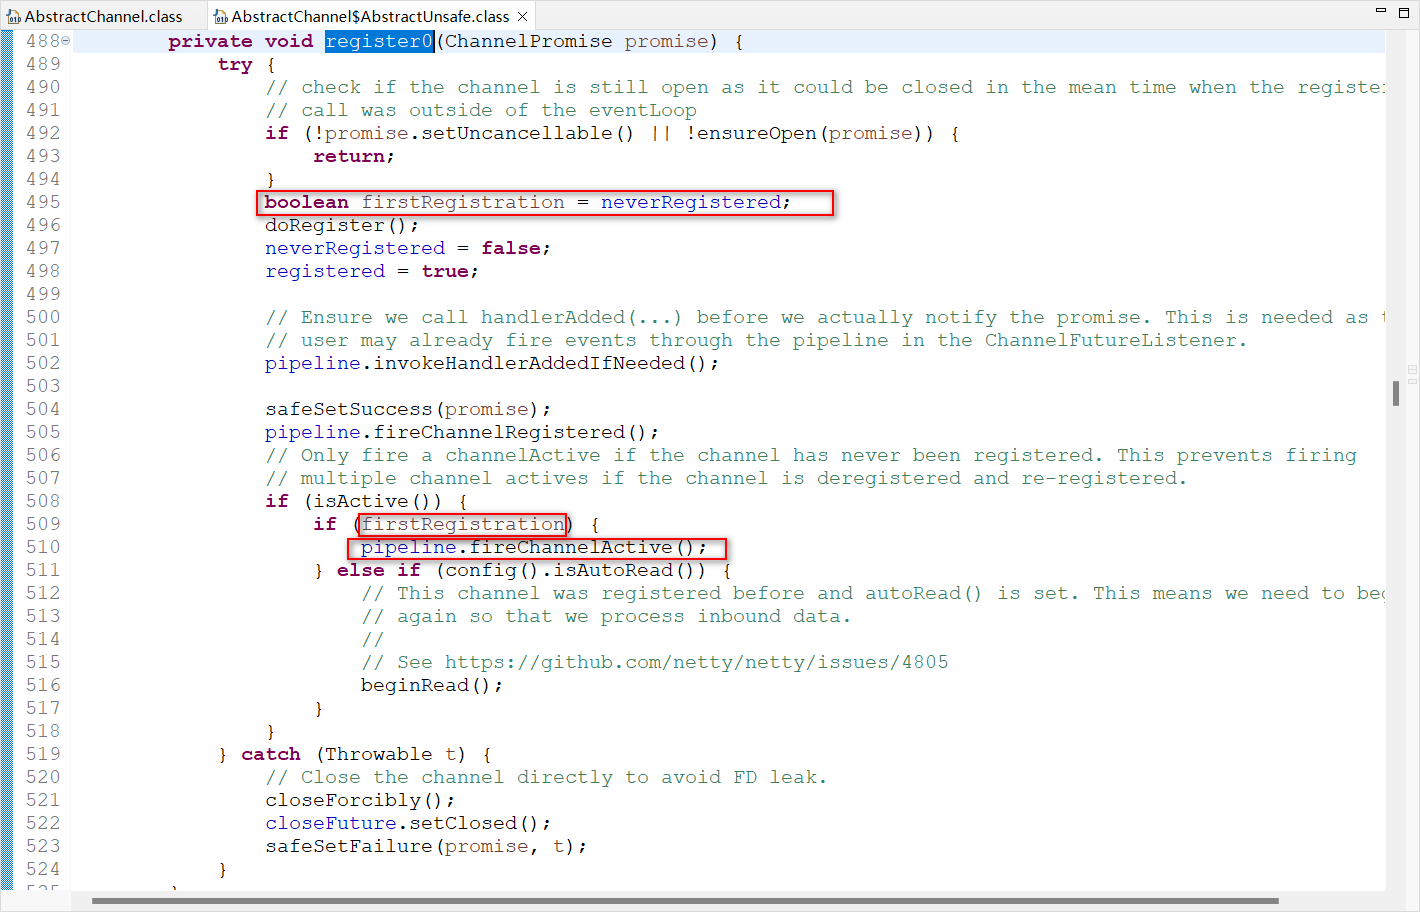 AbstractChannel.class AbstractChannel$AbstractUnsafe.class
488 private void register0(ChannelPromise promise) {
489 try {
490 // check if the channel is still open as it could be closed in the mean time when the register
491 // call was outside of the eventLoop
492 if (!promise.setUncancellable() || !ensureOpen(promise)) {
493 return;
494 }
495 boolean firstRegistration = neverRegistered;
496 doRegister();
497 neverRegistered = false;
498 registered = true;
499
500 // Ensure we call handlerAdded(...) before we actually notify the promise. This is needed as t
501 // user may already fire events through the pipeline in the ChannelFutureListener.
502 pipeline.invokeHandlerAddedIfNeeded();
503
504 safeSetSuccess(promise);
505 pipeline.fireChannelRegistered();
506 // Only fire a channelActive if the channel has never been registered. This prevents firing
507 // multiple channel actives if the channel is deregistered and re-registered.
508 if (isActive()) {
509 if (firstRegistration) {
510 pipeline.fireChannelActive();
511 } else if (config().isAutoRead()) {
512 // This channel was registered before and autoRead() is set. This means we need to beg
513 // again so that we process inbound data.
514 //
515 // See https://github.com/netty/netty/issues/4805
516 beginRead();
517 }
518 }
519 } catch (Throwable t) {
520 // Close the channel directly to avoid FD leak.
521 closeForcibly();
522 closeFuture.setClosed();
523 safeSetFailure(promise, t);
524 }